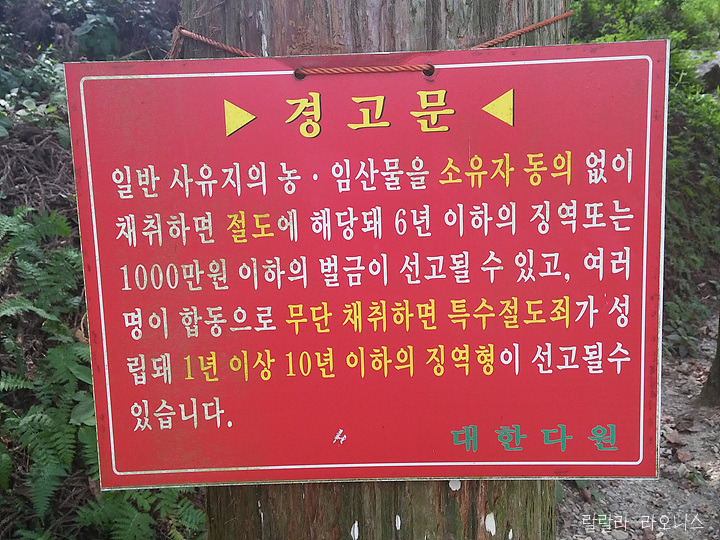 ▶ 경고문 ◀
일반 사유지의 농·임산물을 소유자 동의 없이
채취하면 절도에 해당돼 6년 이하의 징역또는
1000만원 이하의 벌금이 선고될 수 있고, 여러
명이 합동으로 무단 채취하면 특수절도죄가 성
립돼 1년 이상 10년 이하의 징역형이 선고될수
있습니다.
대한다원
릴릴리 라오니스